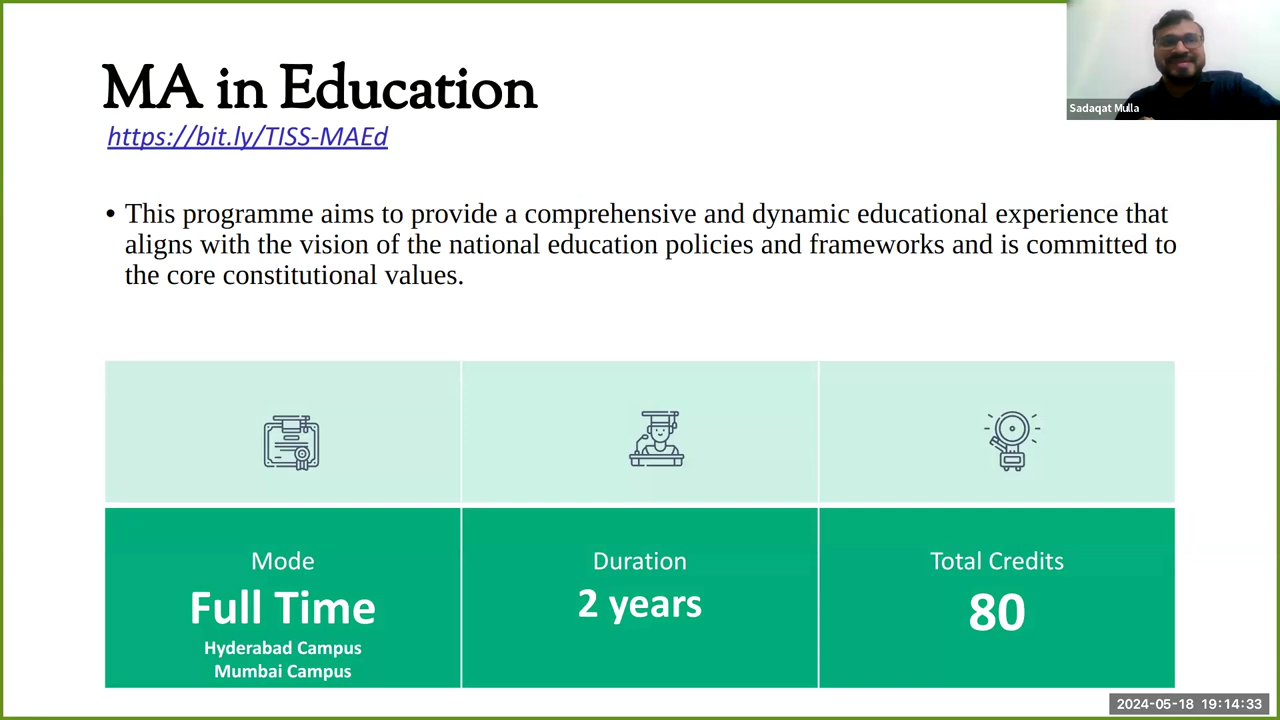 MA in Education
https://bit.ly/TISS-MAEd
• This programme aims to provide a comprehensive and dynamic educational experience that
aligns with the vision of the national education policies and frameworks and is committed to
the core constitutional values.
Mode
Full Time
Hyderabad Campus
Mumbai Campus
Duration
2 years
Total Credits
80
Sadaqat Mulla
2024-05-18 19:14:33